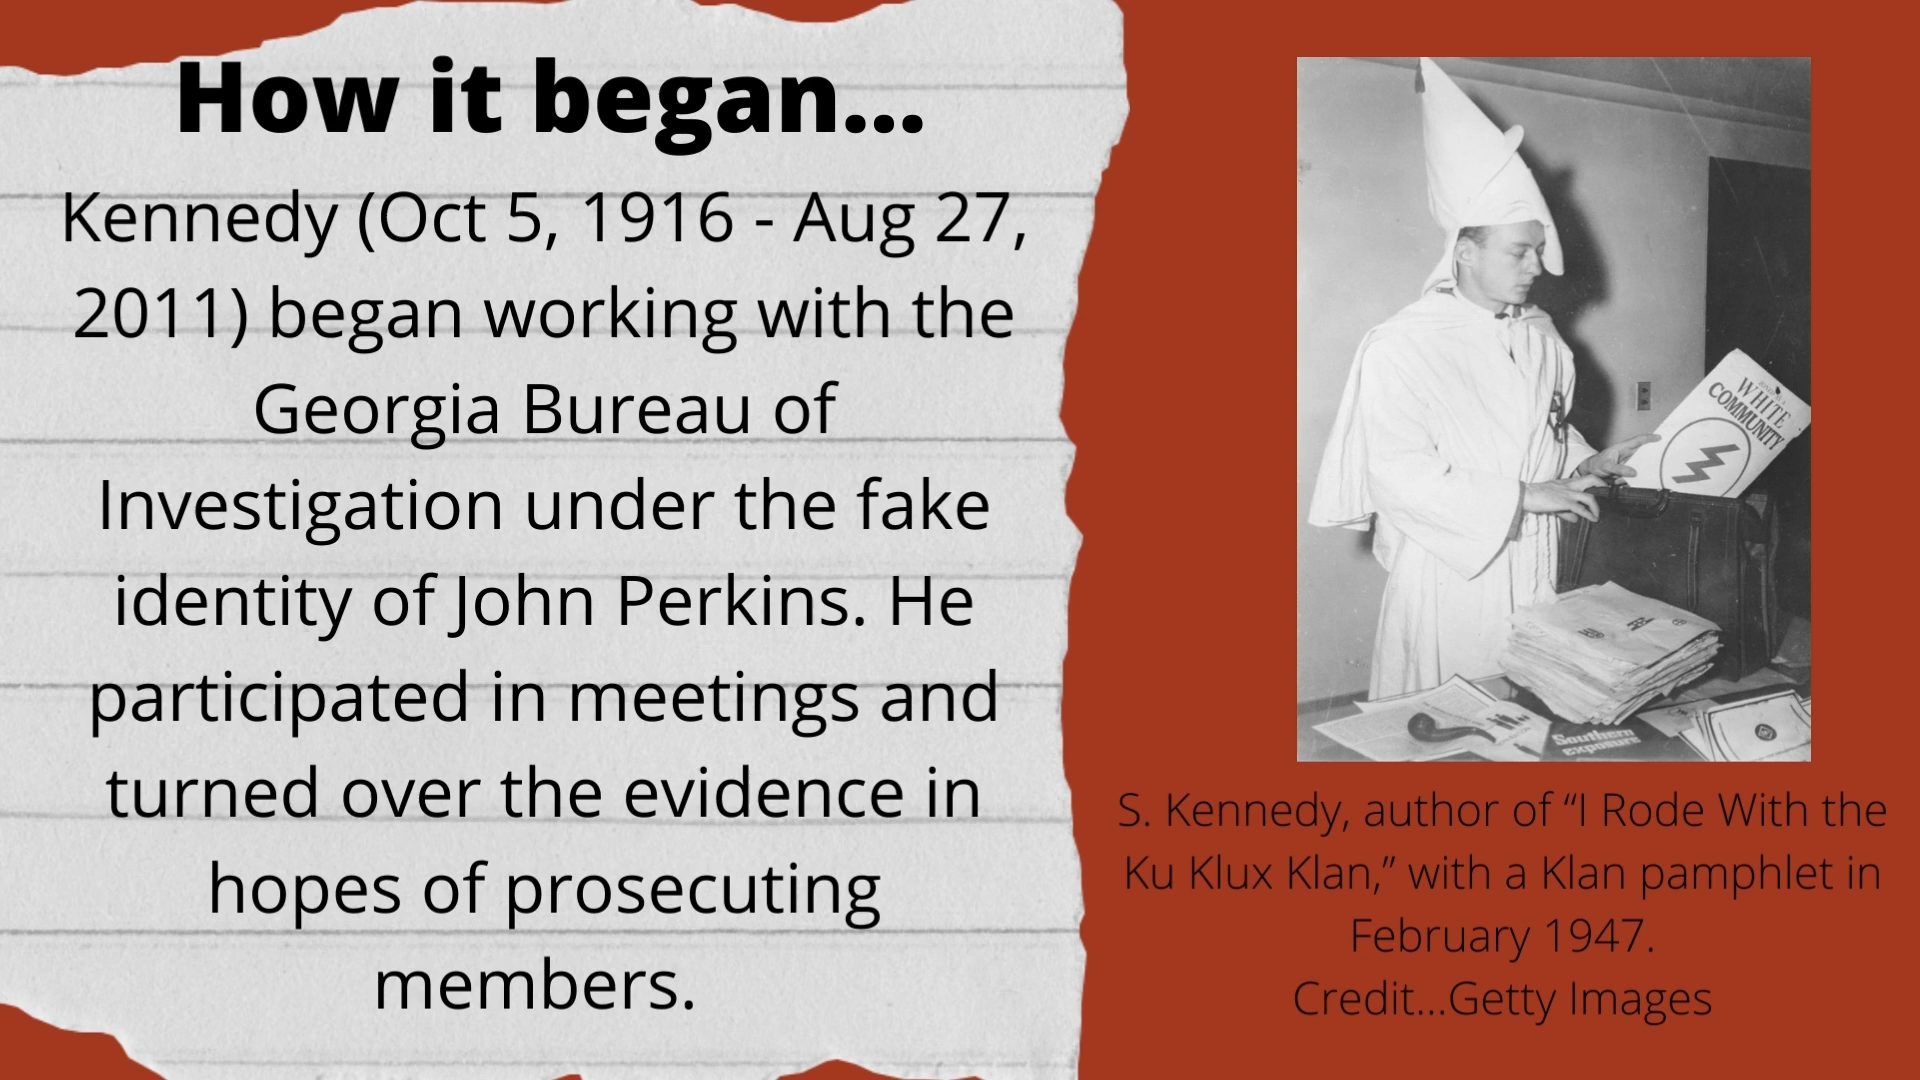 How it began...
Kennedy (Oct 5, 1916 - Aug 27,
2011) began working with the
Georgia Bureau of
Investigation under the fake
identity of John Perkins. He
participated in meetings and
turned over the evidence in
hopes of prosecuting
members.
WHITE
COMMUNITY
Southern
exposure
S. Kennedy, author of “I Rode With the
Ku Klux Klan,” with a Klan pamphlet in
February 1947.
Credit...Getty Images